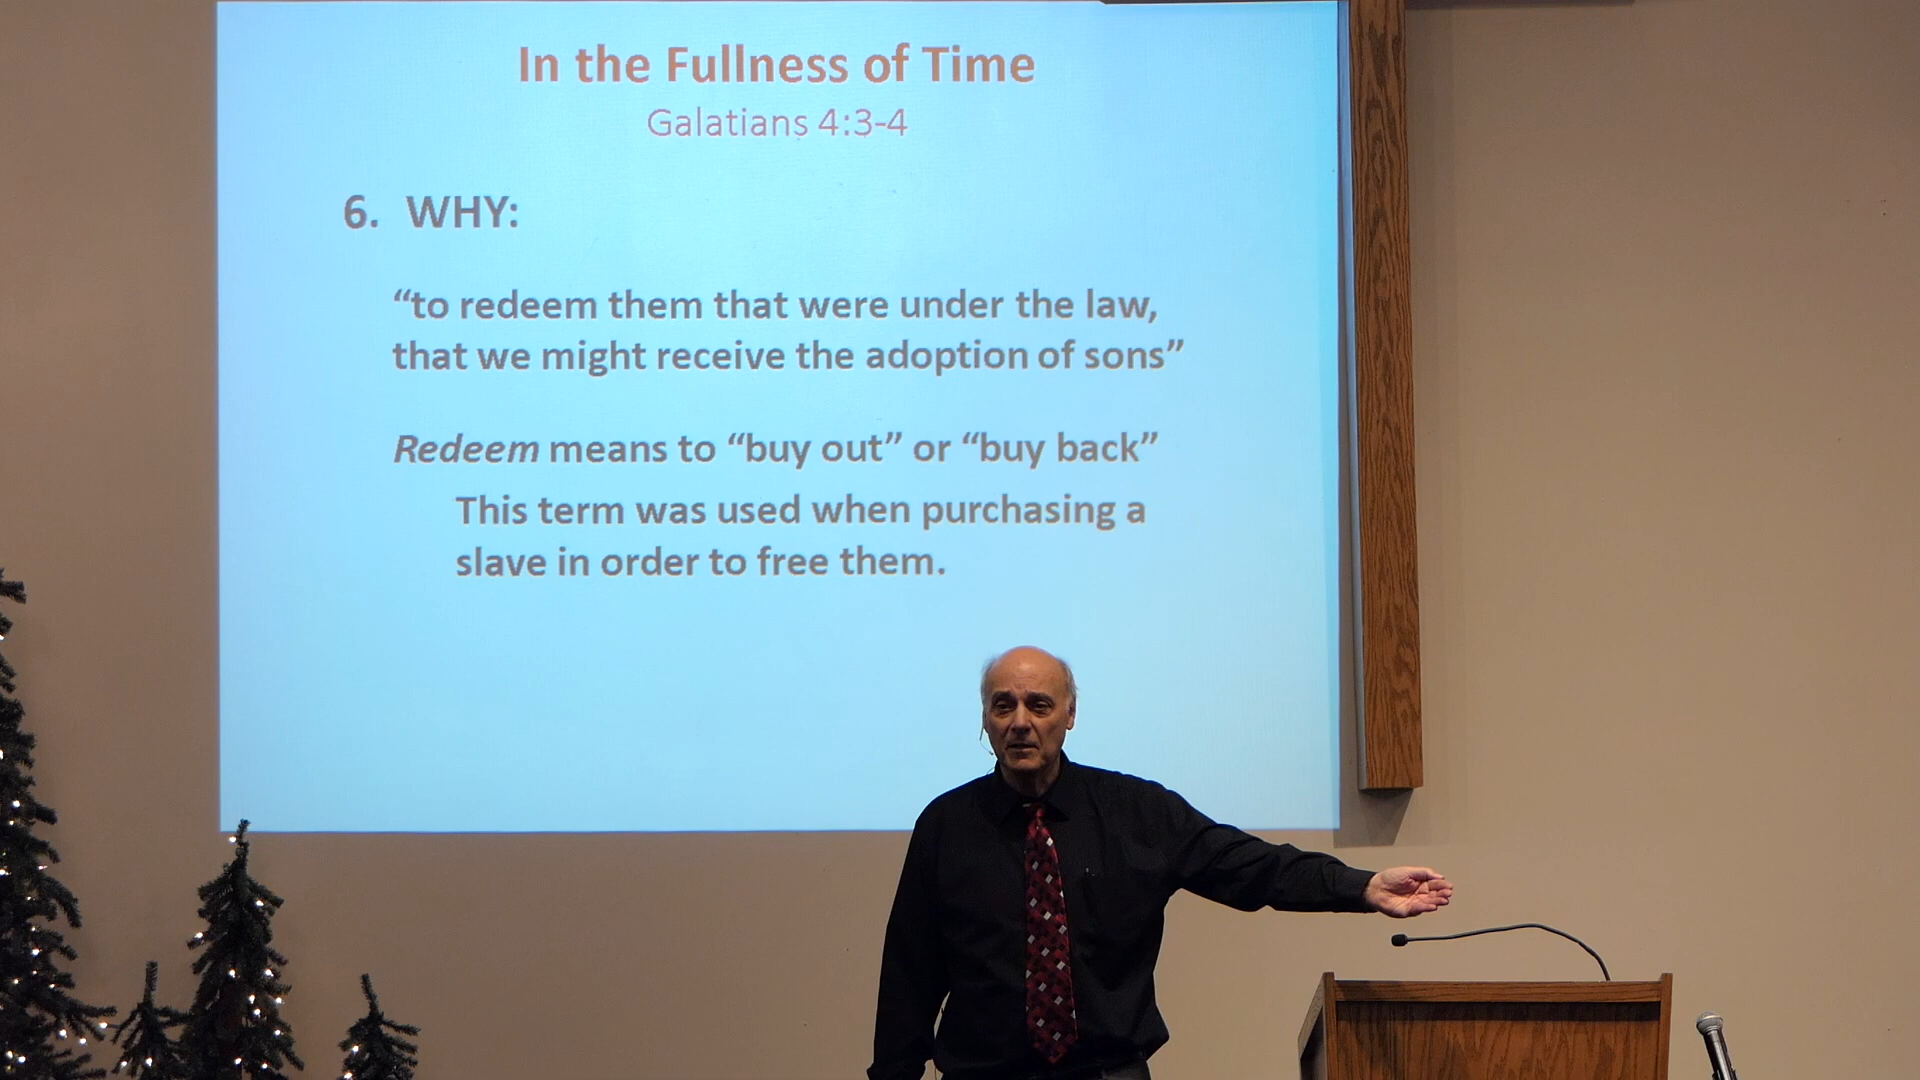 In the Fullness of Time
Galatians 4:3-4
6. WHY:
“to redeem them that were under the law,
that we might receive the adoption of sons”
Redeem means to “buy out” or “buy back”
This term was used when purchasing a
slave in order to free them.